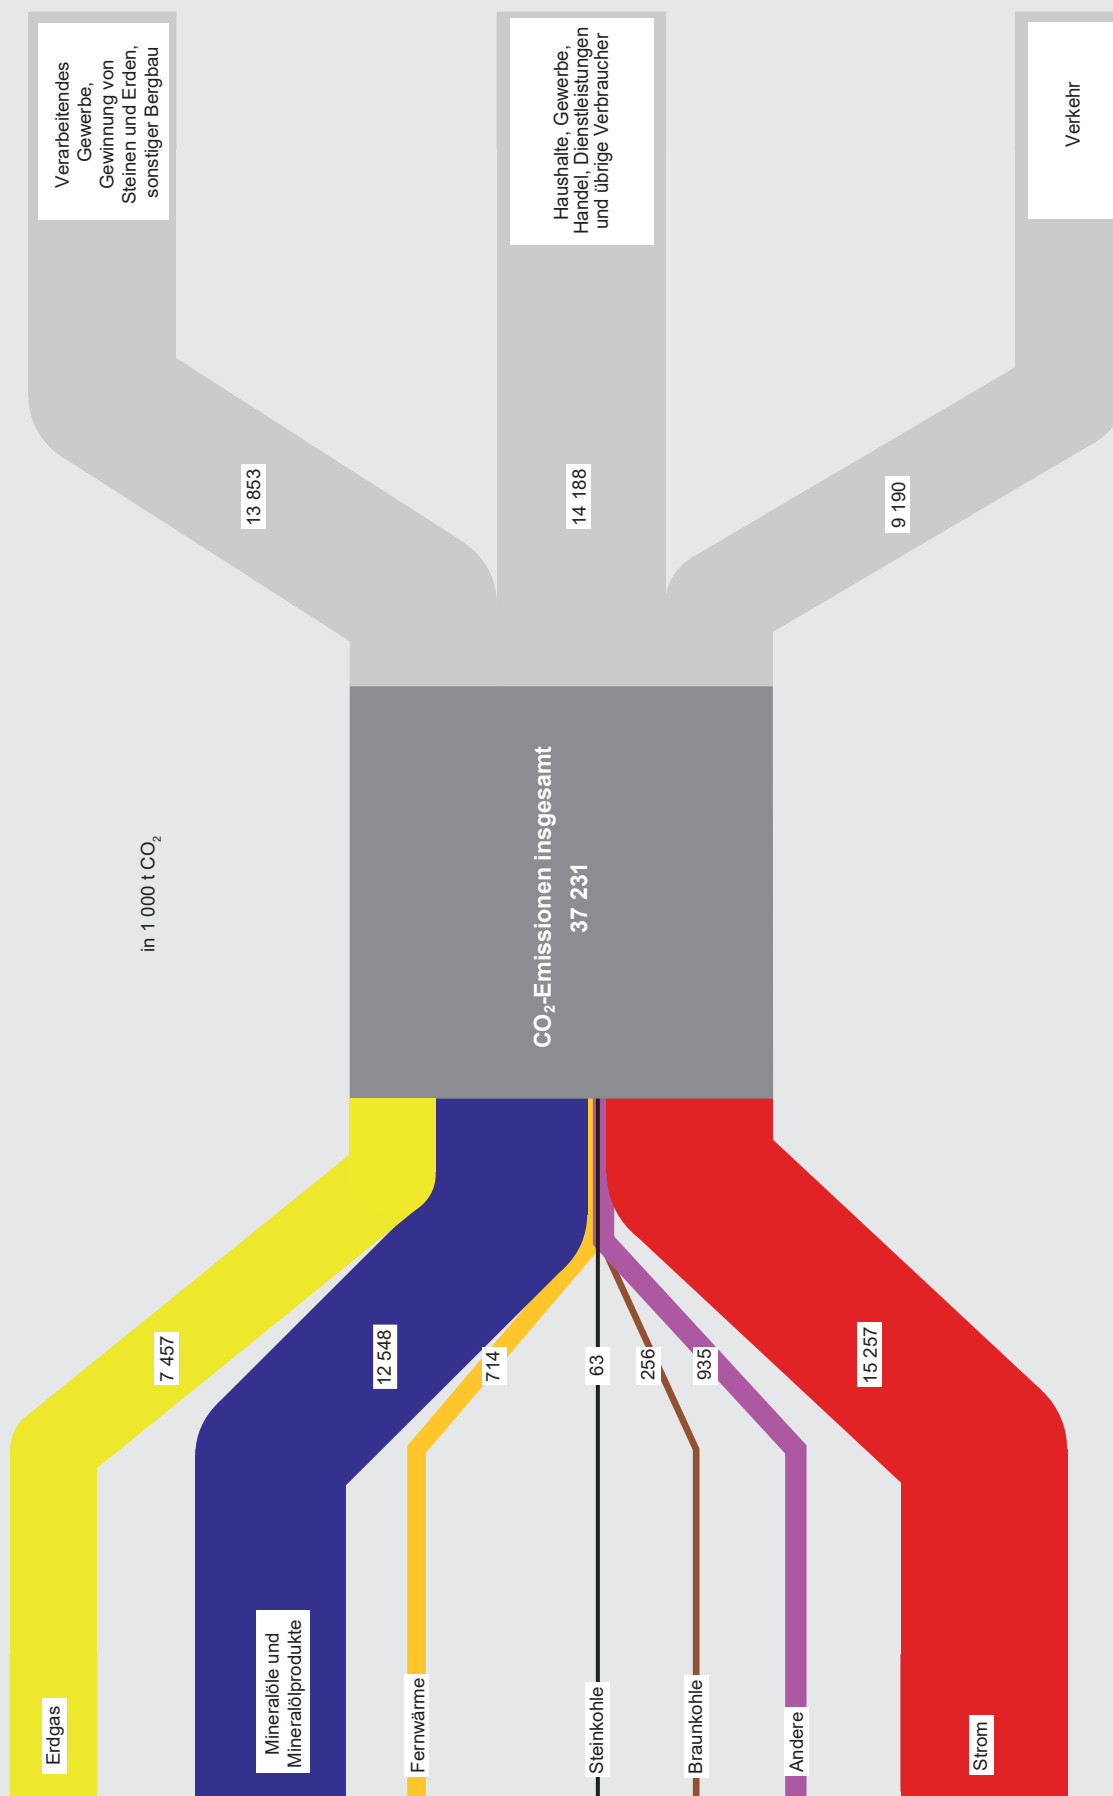 in 1 000 t CO₂
Erdgas
7 457
Mineralöle und
Mineralölprodukte
12 548
Fernwärme
714
Steinkohle
63
Braunkohle
256
Andere
935
Strom
15 257
CO₂-Emissionen insgesamt
37 231
13 853
Verarbeitendes
Gewerbe,
Gewinnung von
Steinen und Erden,
sonstiger Bergbau
14 188
Haushalte, Gewerbe,
Handel, Dienstleistungen
und übrige Verbraucher
9 190
Verkehr